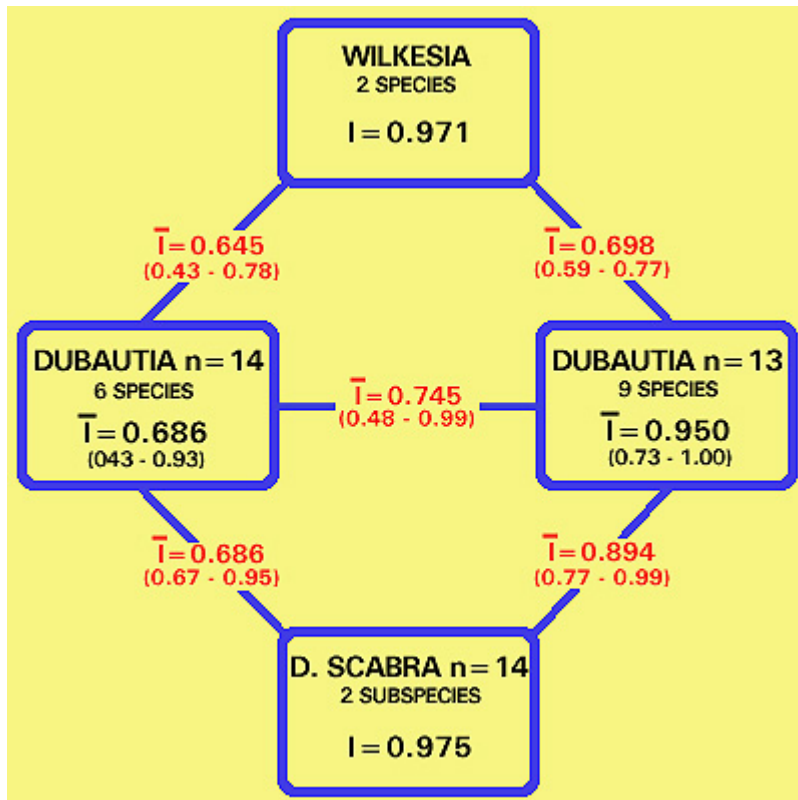 WILKESIA
2 SPECIES
I = 0.971
Ī = 0.645
(0.43 - 0.78)
Ī = 0.698
(0.59 - 0.77)
DUBAUTIA n = 14
6 SPECIES
Ī = 0.686
(043 - 0.93)
Ī = 0.745
(0.48 - 0.99)
DUBAUTIA n = 13
9 SPECIES
Ī = 0.950
(0.73 - 1.00)
Ī = 0.686
(0.67 - 0.95)
Ī = 0.894
(0.77 - 0.99)
D. SCABRA n = 14
2 SUBSPECIES
I = 0.975